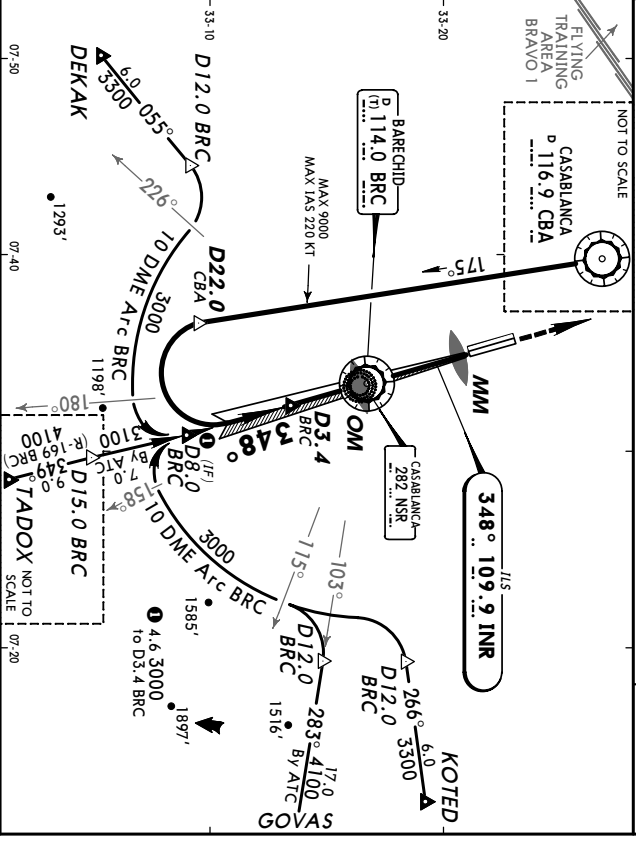 33-10
33-20
07-50
07-40
07-20
FLYING
TRAINING
AREA
BRAVO 1
NOT TO SCALE
CASABLANCA
D 116.9 CBA
BARECHID
D
(T) 114.0 BRC
MAX 9000
MAX IAS 220 KT
175°
DEKAK
6.0
3300
055°
D12.0 BRC
226°
1293'
10 DME Arc BRC
3000
D22.0
CBA
1198'
180°
MM
OM
D3.4
BRC
348°
CASABLANCA
282 NSR
ILS
348° 109.9 INR
D8.0
(IF)
BRC
1
3100
By ATC
7.0
158°
4100
(R-169 BRC)
349°
9.0
D15.0 BRC
TADOX
NOT TO
SCALE
3000
10 DME Arc BRC
115°
103°
1585'
1 4.6 3000
to D3.4 BRC
1897'
1516'
D12.0
BRC
D12.0
BRC
266°
6.0
3300
KOTED
283°
17.0
4100
By ATC
GOVAS